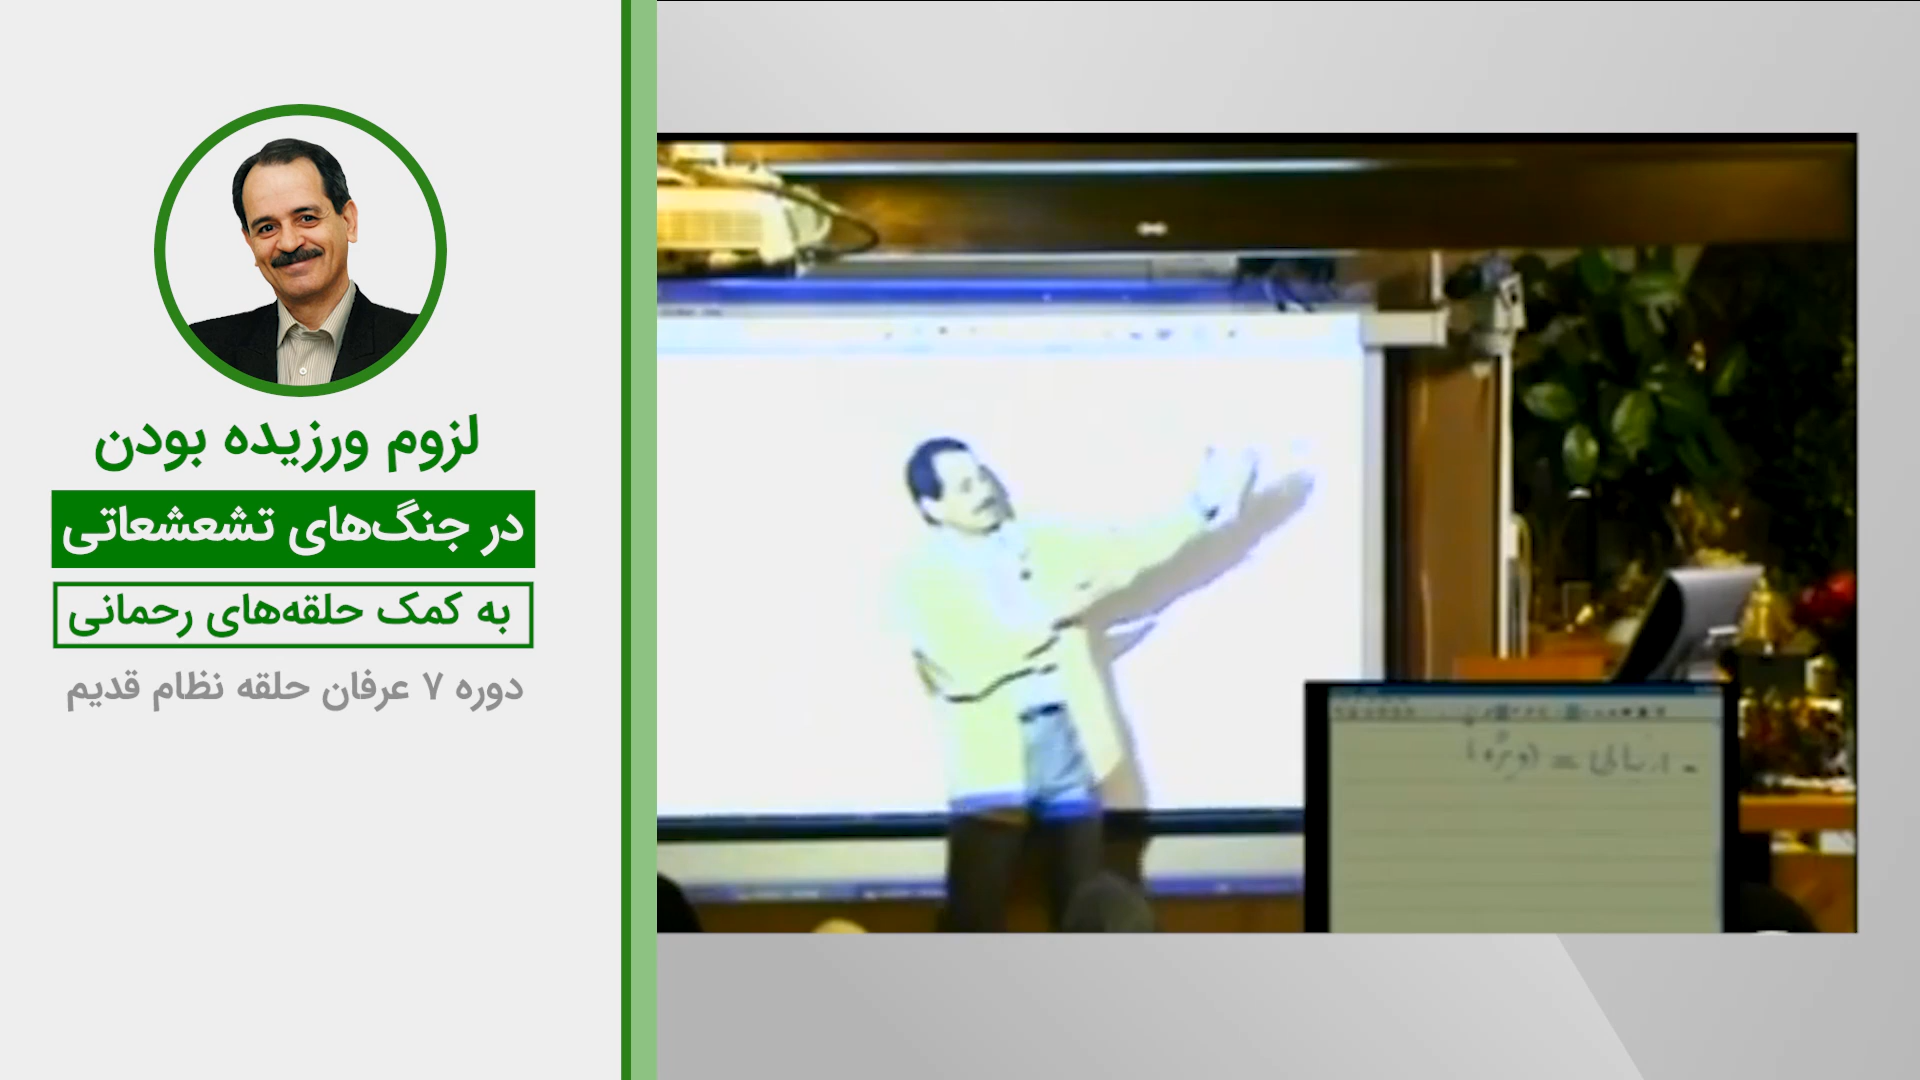 لزوم ورزیده بودن
در جنگ‌های تشعشعاتی
به کمک حلقه‌های رحمانی
دوره ۷ عرفان حلقه نظام قدیم